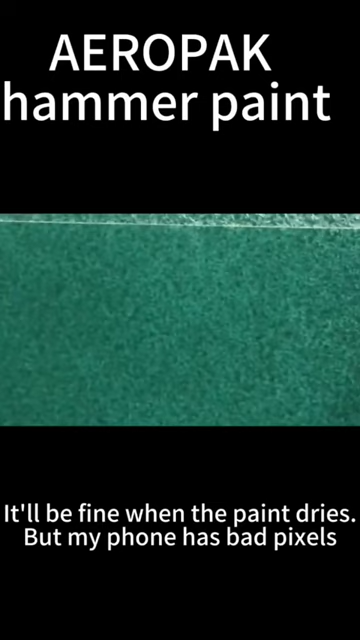 AEROPAK
hammer paint
It'll be fine when the paint dries.
But my phone has bad pixels